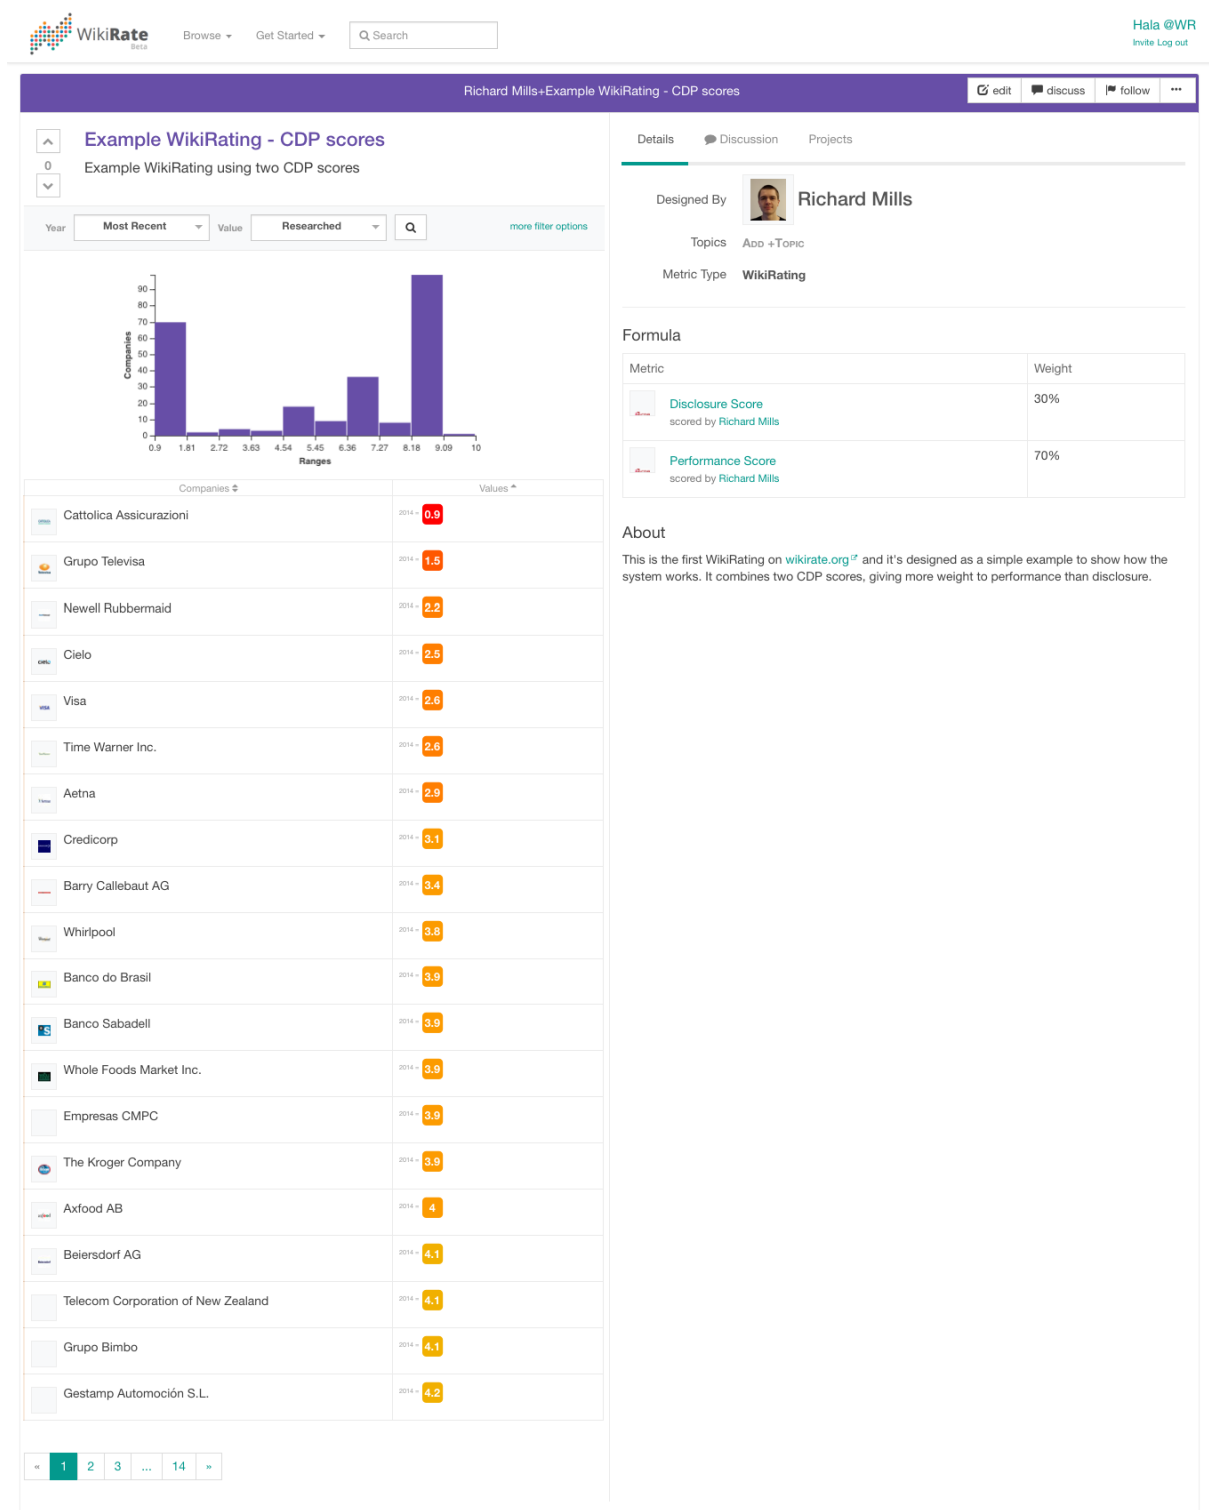 WikiRate
Beta
Browse
Get Started
Search
Hala @WR
Invite Log out
Richard Mills+Example WikiRating - CDP scores
edit
discuss
follow
...
Example WikiRating - CDP scores
0
Example WikiRating using two CDP scores
Year
Most Recent
Value
Researched
more filter options
Companies
90
80
70
60
50
40
30
20
10
0
0.9 1.81 2.72 3.63 4.54 5.45 6.36 7.27 8.18 9.09 10
Ranges
Companies Values
Cattolica Assicurazioni 2014 = 0.9
Grupo Televisa 2014 = 1.5
Newell Rubbermaid 2014 = 2.2
Cielo 2014 = 2.5
Visa 2014 = 2.6
Time Warner Inc. 2014 = 2.6
Aetna 2014 = 2.9
Credicorp 2014 = 3.1
Barry Callebaut AG 2014 = 3.4
Whirlpool 2014 = 3.8
Banco do Brasil 2014 = 3.9
Banco Sabadell 2014 = 3.9
Whole Foods Market Inc. 2014 = 3.9
Empresas CMPC 2014 = 3.9
The Kroger Company 2014 = 3.9
Axfood AB 2014 = 4
Beiersdorf AG 2014 = 4.1
Telecom Corporation of New Zealand 2014 = 4.1
Grupo Bimbo 2014 = 4.1
Gestamp Automoción S.L. 2014 = 4.2
« 1 2 3 ... 14 »
Details
Discussion
Projects
Designed By Richard Mills
Topics Add +Topic
Metric Type WikiRating
Formula
Metric Weight
Disclosure Score 30%
scored by Richard Mills
Performance Score 70%
scored by Richard Mills
About
This is the first WikiRating on wikirate.org and it's designed as a simple example to show how the
system works. It combines two CDP scores, giving more weight to performance than disclosure.